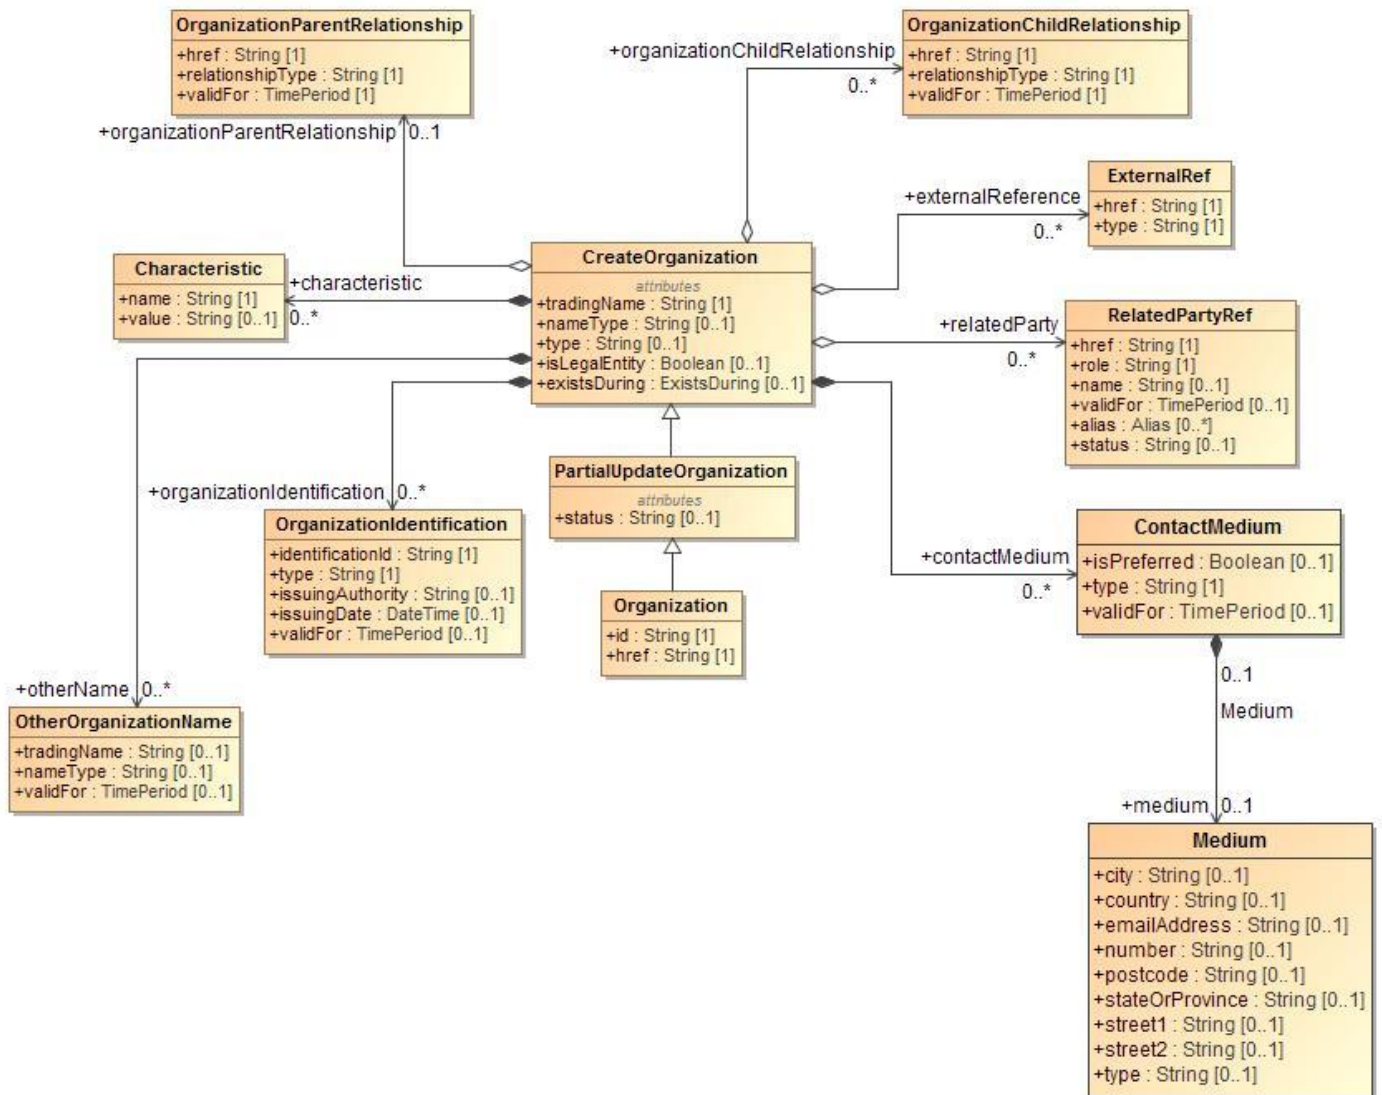 OrganizationParentRelationship
+href : String [1]
+relationshipType : String [1]
+validFor : TimePeriod [1]
+organizationParentRelationship 0..1
OrganizationChildRelationship
+href : String [1]
+relationshipType : String [1]
+validFor : TimePeriod [1]
+organizationChildRelationship
0..*
ExternalRef
+href : String [1]
+type : String [1]
+externalReference
0..*
Characteristic
+name : String [1]
+value : String [0..1]
+characteristic
0..*
CreateOrganization
attributes
+tradingName : String [1]
+nameType : String [0..1]
+type : String [0..1]
+isLegalEntity : Boolean [0..1]
+existsDuring : ExistsDuring [0..1]
+relatedParty
0..*
RelatedPartyRef
+href : String [1]
+role : String [1]
+name : String [0..1]
+validFor : TimePeriod [0..1]
+alias : Alias [0..*]
+status : String [0..1]
PartialUpdateOrganization
attributes
+status : String [0..1]
+organizationIdentification 0..*
OrganizationIdentification
+identificationId : String [1]
+type : String [1]
+issuingAuthority : String [0..1]
+issuingDate : DateTime [0..1]
+validFor : TimePeriod [0..1]
Organization
+id : String [1]
+href : String [1]
+contactMedium
0..*
ContactMedium
+isPreferred : Boolean [0..1]
+type : String [1]
+validFor : TimePeriod [0..1]
0..1
Medium
+otherName 0..*
OtherOrganizationName
+tradingName : String [0..1]
+nameType : String [0..1]
+validFor : TimePeriod [0..1]
+medium 0..1
Medium
+city : String [0..1]
+country : String [0..1]
+emailAddress : String [0..1]
+number : String [0..1]
+postcode : String [0..1]
+stateOrProvince : String [0..1]
+street1 : String [0..1]
+street2 : String [0..1]
+type : String [0..1]